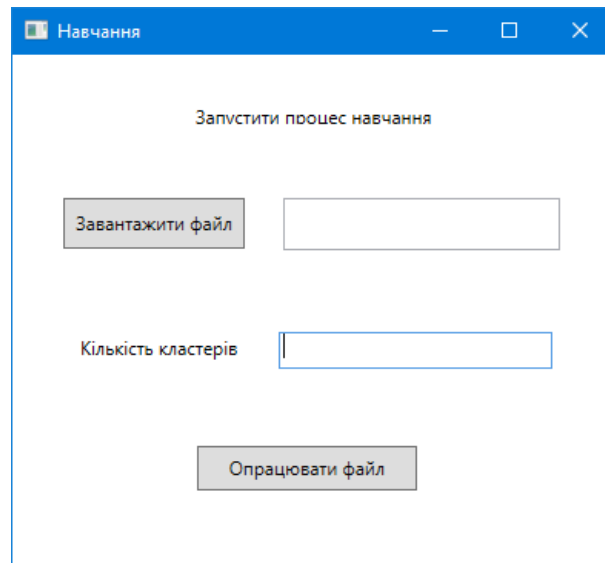 Навчання
Запустити процес навчання
Завантажити файл
Кількість кластерів
Опрацювати файл